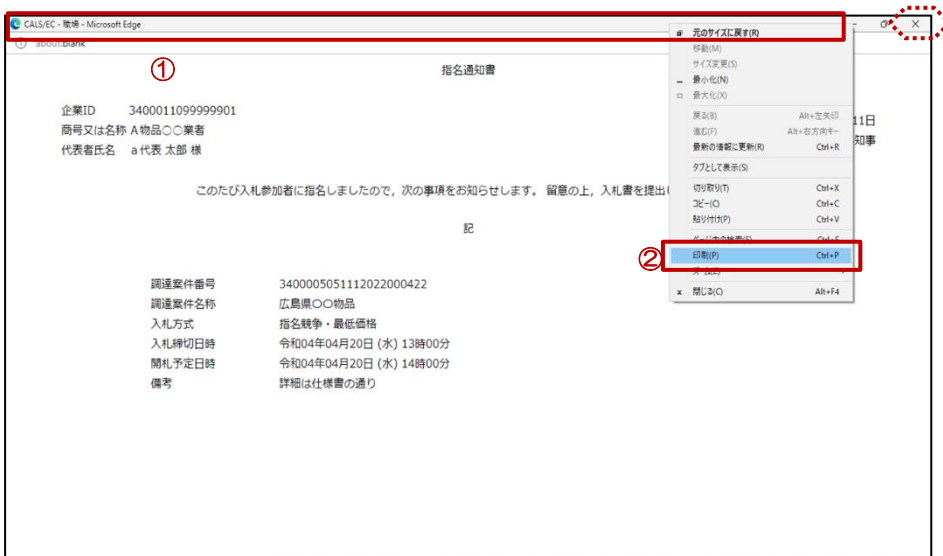 CALS/EC - 職場 - Microsoft Edge
about:blank
①
指名通知書
企業ID 3400011099999901
商号又は名称 A物品○○業者
代表者氏名 a代表 太郎 様
11日
知事
このたび入札参加者に指名しましたので，次の事項をお知らせします。 留意の上，入札書を提出し
記
調達案件番号 3400005051112022000422
調達案件名称 広島県○○物品
入札方式 指名競争・最低価格
入札締切日時 令和04年04月20日 (水) 13時00分
開札予定日時 令和04年04月20日 (水) 14時00分
備考 詳細は仕様書の通り
元のサイズに戻す(R)
移動(M)
サイズ変更(S)
最小化(N)
最大化(X)
戻る(B) Alt+左矢印
進む(F) Alt+右方向キー
最新の情報に更新(R) Ctrl+R
タブとして表示(S)
切り取り(T) Ctrl+X
コピー(C) Ctrl+C
貼り付け(P) Ctrl+V
ページ内の検索(F) Ctrl+F
②
印刷(P) Ctrl+P
ズーム(Z)
閉じる(C) Alt+F4